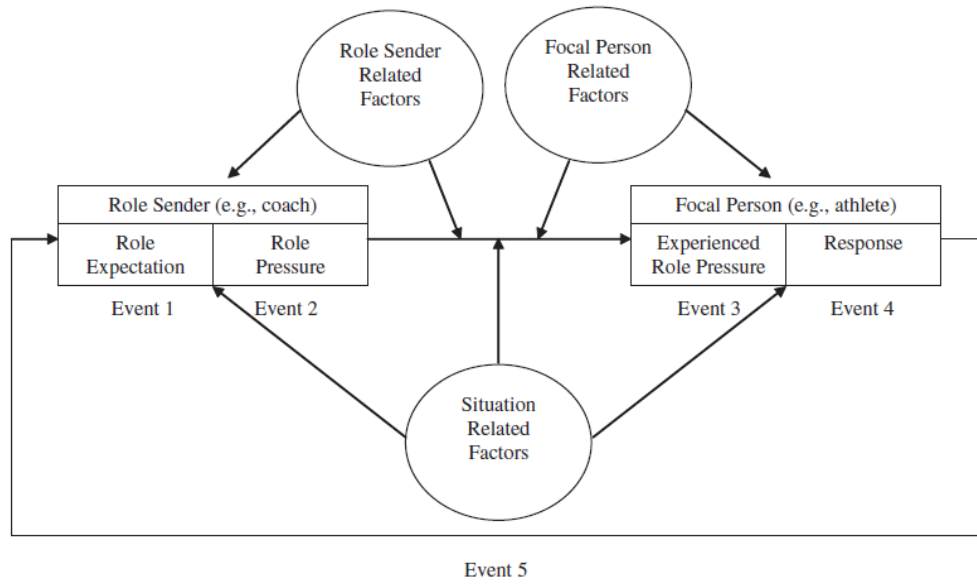 Role Sender
Related
Factors
Focal Person
Related
Factors
Role Sender (e.g., coach)
Role
Expectation
Role
Pressure
Event 1
Event 2
Focal Person (e.g., athlete)
Experienced
Role Pressure
Response
Event 3
Event 4
Situation
Related
Factors
Event 5